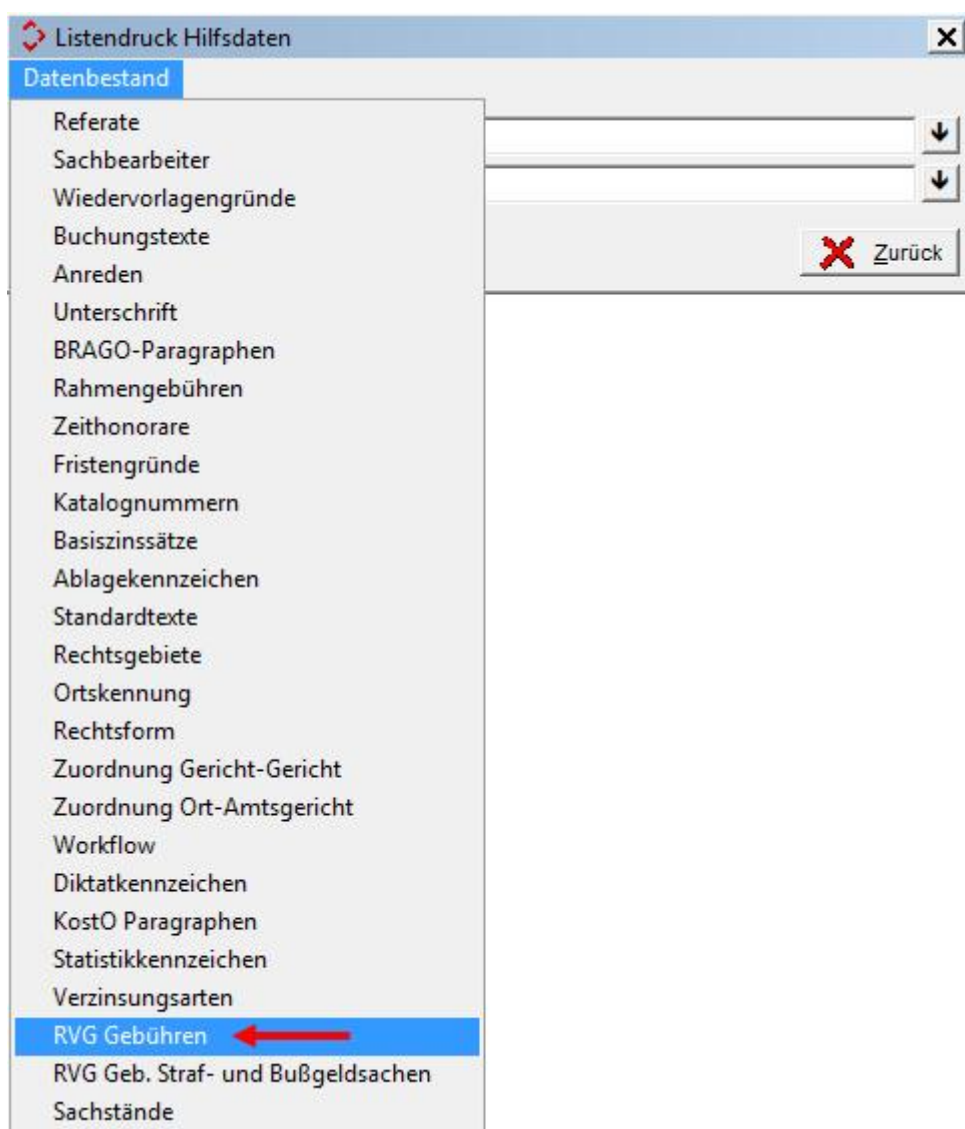 Listendruck Hilfsdaten
Datenbestand
Referate
Sachbearbeiter
Wiedervorlagengründe
Buchungstexte
Zurück
Anreden
Unterschrift
BRAGO-Paragraphen
Rahmengebühren
Zeithonorare
Fristengründe
Katalognummern
Basiszinssätze
Ablagekennzeichen
Standardtexte
Rechtsgebiete
Ortskennung
Rechtsform
Zuordnung Gericht-Gericht
Zuordnung Ort-Amtsgericht
Workflow
Diktatkennzeichen
KostO Paragraphen
Statistikkennzeichen
Verzinsungsarten
RVG Gebühren
RVG Geb. Straf- und Bußgeldsachen
Sachstände